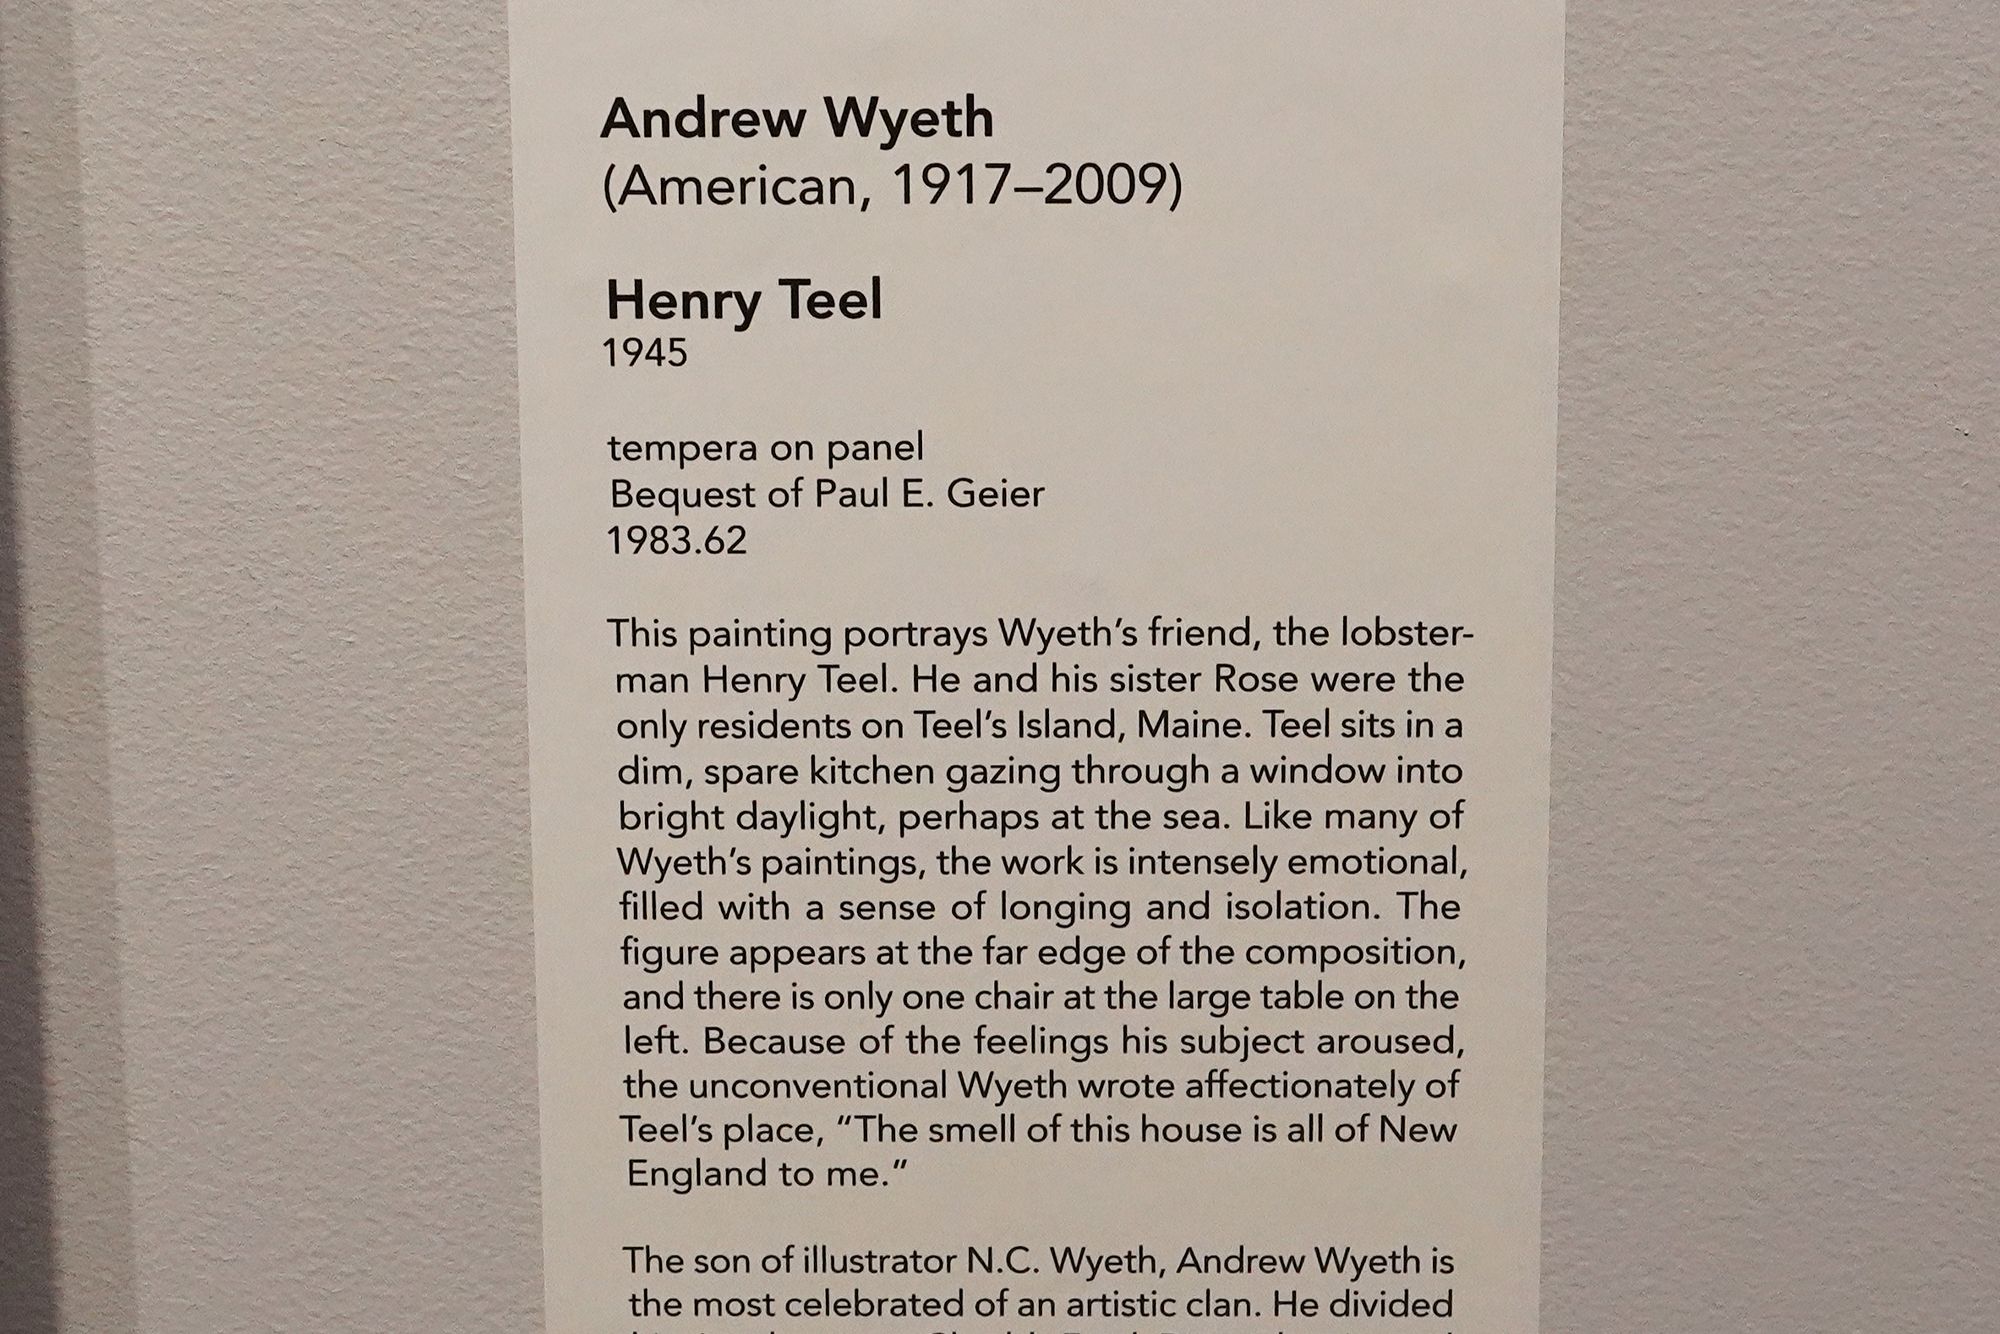 Andrew Wyeth
(American, 1917–2009)
Henry Teel
1945
tempera on panel
Bequest of Paul E. Geier
1983.62
This painting portrays Wyeth’s friend, the lobster-
man Henry Teel. He and his sister Rose were the
only residents on Teel’s Island, Maine. Teel sits in a
dim, spare kitchen gazing through a window into
bright daylight, perhaps at the sea. Like many of
Wyeth’s paintings, the work is intensely emotional,
filled with a sense of longing and isolation. The
figure appears at the far edge of the composition,
and there is only one chair at the large table on the
left. Because of the feelings his subject aroused,
the unconventional Wyeth wrote affectionately of
Teel’s place, “The smell of this house is all of New
England to me.”
The son of illustrator N.C. Wyeth, Andrew Wyeth is
the most celebrated of an artistic clan. He divided